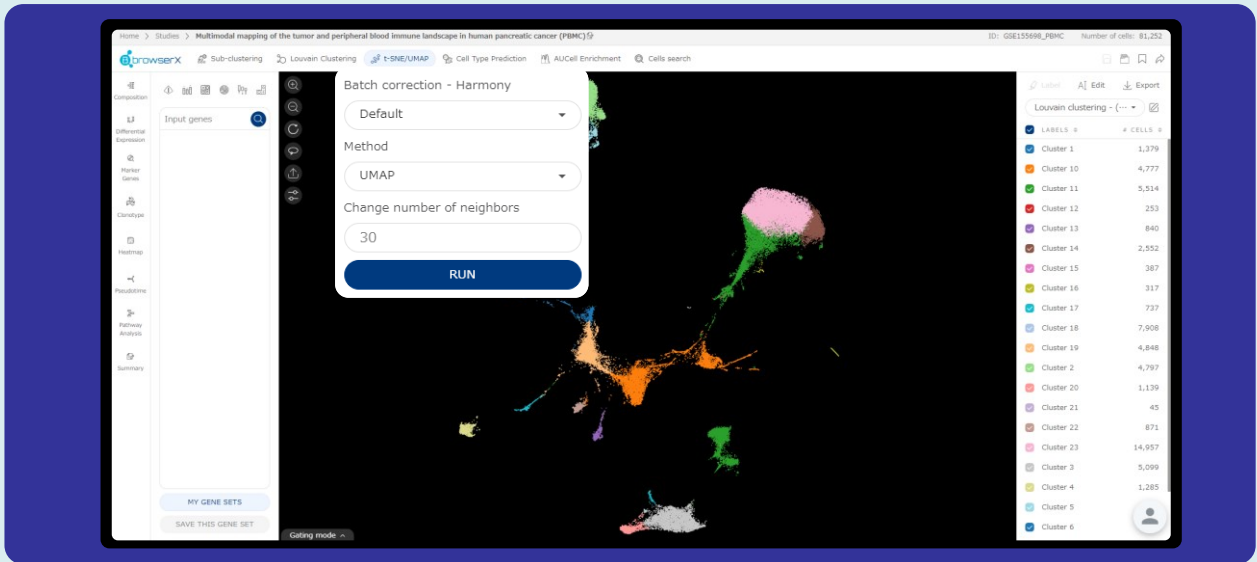 Home > Studies > Multimodal mapping of the tumor and peripheral blood immune landscape in human pancreatic cancer (PBMC)
ID: GSE155698_PBMC Number of cells: 81,252
browserX Sub-clustering Louvain Clustering t-SNE/UMAP Cell Type Prediction AUCell Enrichment Cells search
Composition
Differential
Expression
Marker
Genes
Clonotype
Heatmap
Pseudotime
Pathway
Analysis
Summary
Input genes
MY GENE SETS
SAVE THIS GENE SET
Batch correction - Harmony
Default
Method
UMAP
Change number of neighbors
30
RUN
Gating mode
Label Edit Export
Louvain clustering - (···
LABELS # CELLS
Cluster 1 1,379
Cluster 10 4,777
Cluster 11 5,514
Cluster 12 253
Cluster 13 840
Cluster 14 2,552
Cluster 15 387
Cluster 16 317
Cluster 17 737
Cluster 18 7,908
Cluster 19 4,848
Cluster 2 4,797
Cluster 20 1,139
Cluster 21 45
Cluster 22 871
Cluster 23 14,957
Cluster 3 5,099
Cluster 4 1,285
Cluster 5
Cluster 6